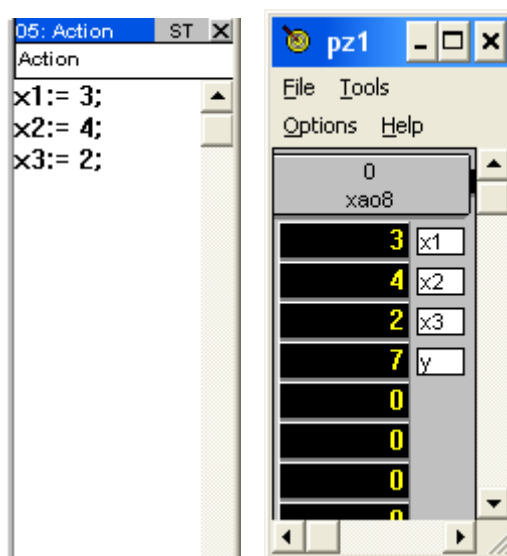 05: Action ST
Action
x1:= 3;
x2:= 4;
x3:= 2;
pz1
File Tools
Options Help
0
xao8
3 x1
4 x2
2 x3
7 y
0
0
0
0